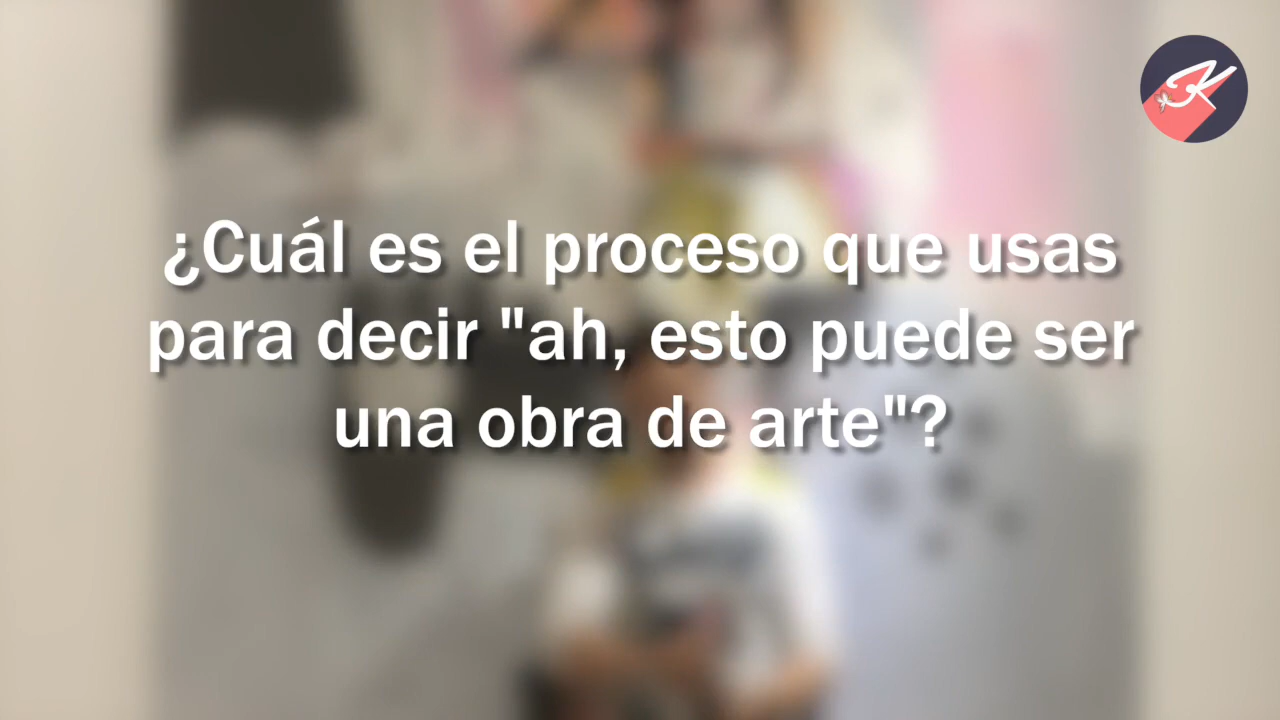 ¿Cuál es el proceso que usas
para decir "ah, esto puede ser
una obra de arte"?
K